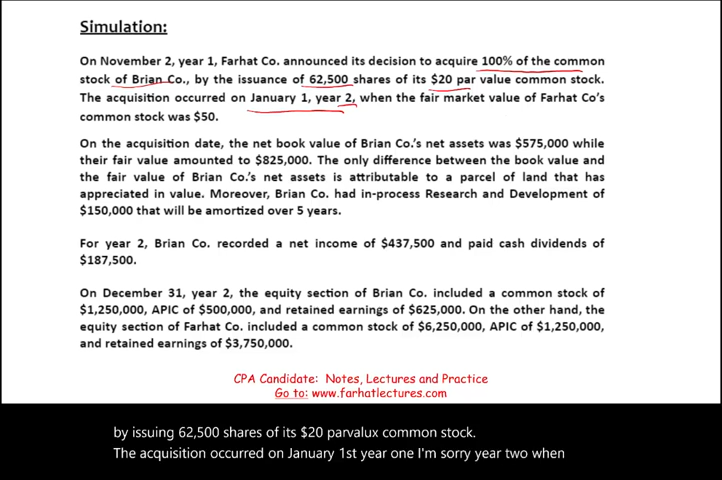 Simulation:
On November 2, year 1, Farhat Co. announced its decision to acquire 100% of the common
stock of Brian Co., by the issuance of 62,500 shares of its $20 par value common stock.
The acquisition occurred on January 1, year 2, when the fair market value of Farhat Co's
common stock was $50.
On the acquisition date, the net book value of Brian Co.'s net assets was $575,000 while
their fair value amounted to $825,000. The only difference between the book value and
the fair value of Brian Co.'s net assets is attributable to a parcel of land that has
appreciated in value. Moreover, Brian Co. had in-process Research and Development of
$150,000 that will be amortized over 5 years.
For year 2, Brian Co. recorded a net income of $437,500 and paid cash dividends of
$187,500.
On December 31, year 2, the equity section of Brian Co. included a common stock of
$1,250,000, APIC of $500,000, and retained earnings of $625,000. On the other hand, the
equity section of Farhat Co. included a common stock of $6,250,000, APIC of $1,250,000,
and retained earnings of $3,750,000.
CPA Candidate: Notes, Lectures and Practice
Go to: www.farhatlectures.com
by issuing 62,500 shares of its $20 parvalux common stock.
The acquisition occurred on January 1st year one I'm sorry year two when